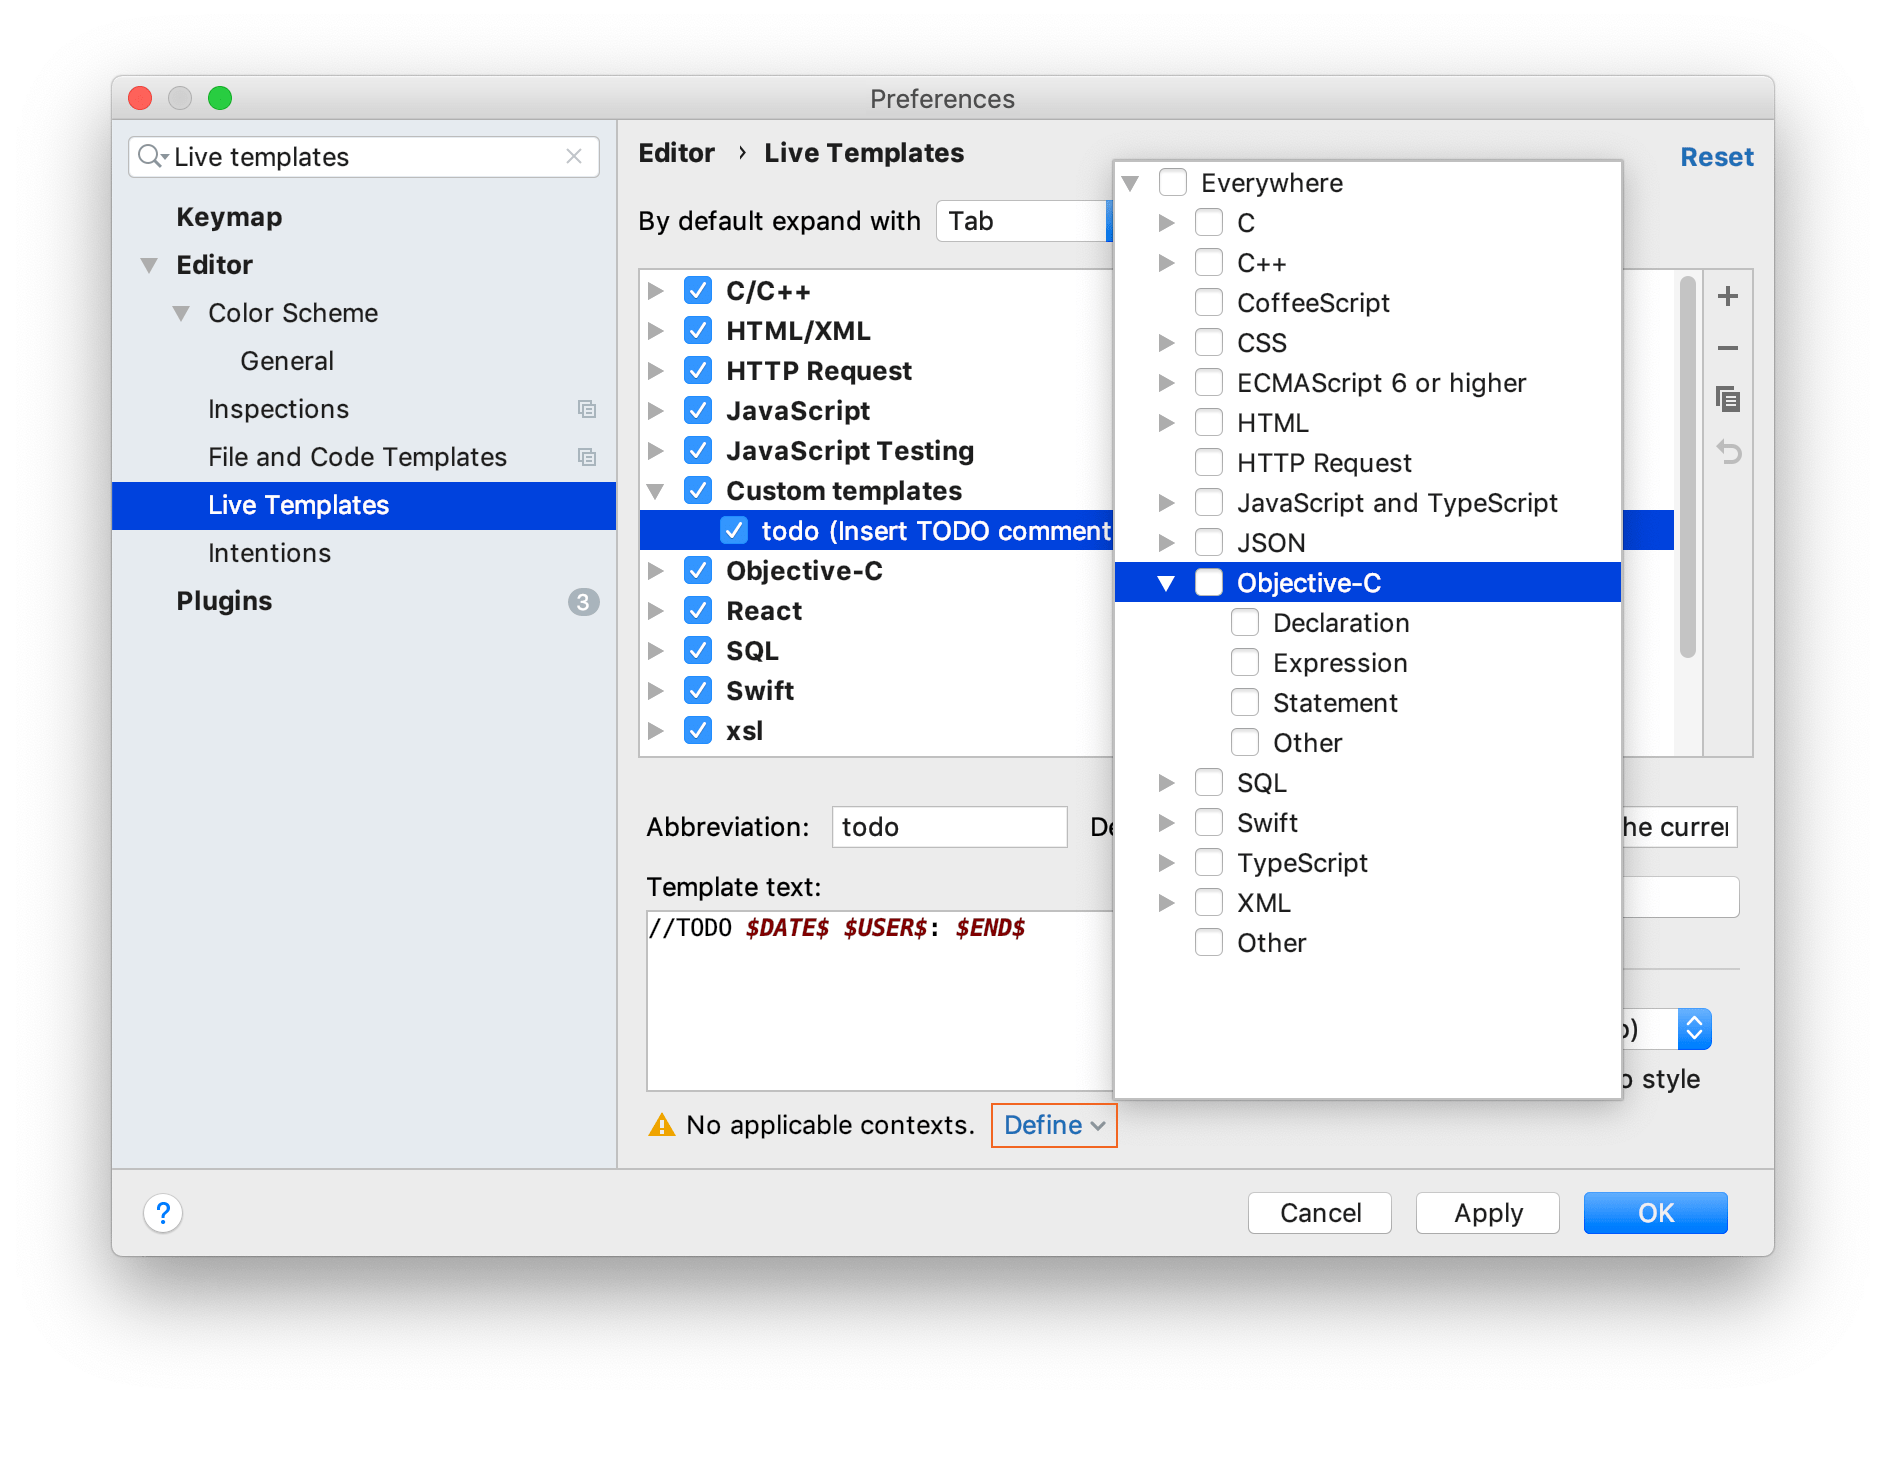 Preferences
Live templates
Keymap
Editor
Color Scheme
General
Inspections
File and Code Templates
Live Templates
Intentions
Plugins
3
Editor › Live Templates
Reset
By default expand with
Tab
C/C++
HTML/XML
HTTP Request
JavaScript
JavaScript Testing
Custom templates
todo (Insert TODO comment
Objective-C
React
SQL
Swift
xsl
Everywhere
C
C++
CoffeeScript
CSS
ECMAScript 6 or higher
HTML
HTTP Request
JavaScript and TypeScript
JSON
Objective-C
Declaration
Expression
Statement
Other
SQL
Swift
TypeScript
XML
Other
Abbreviation:
todo
Template text:
//TODO $DATE$ $USER$: $END$
style
No applicable contexts.
Define
?
Cancel
Apply
OK